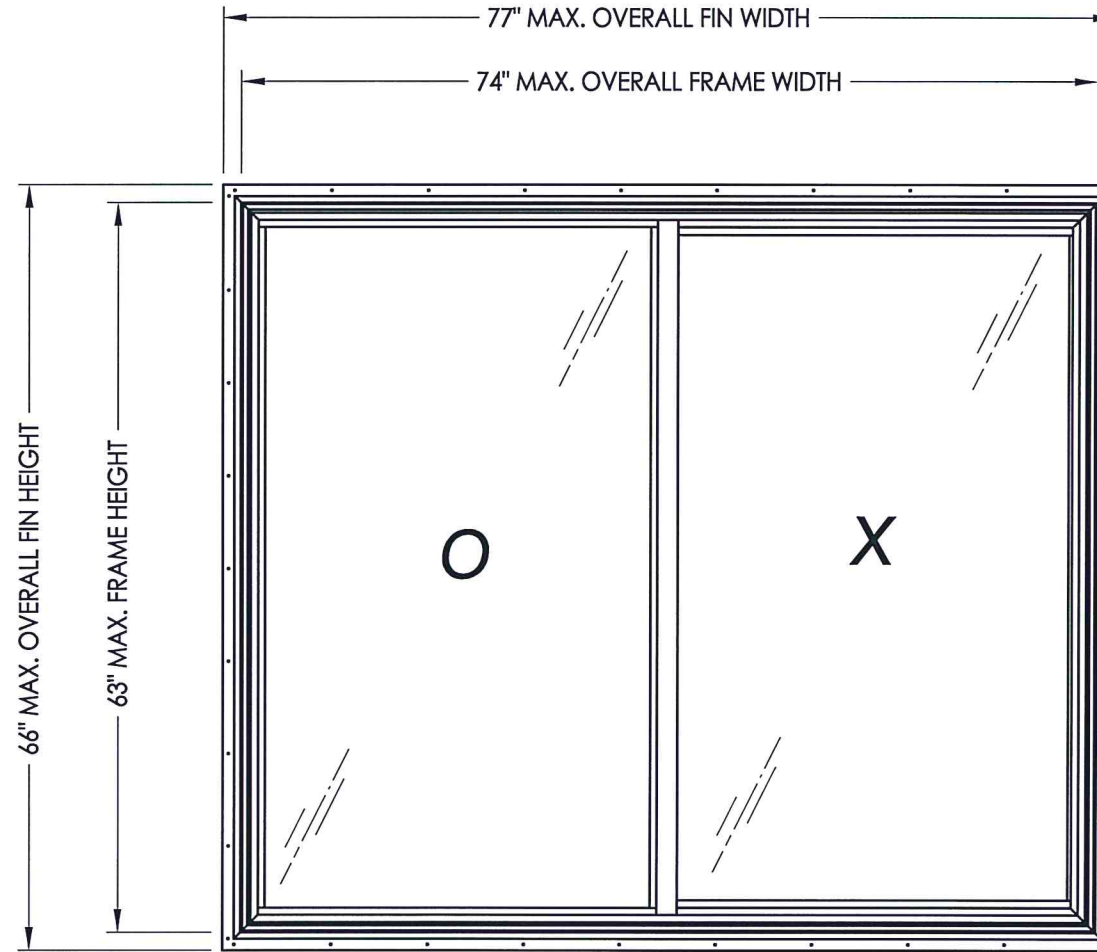 77" MAX. OVERALL FIN WIDTH
74" MAX. OVERALL FRAME WIDTH
66" MAX. OVERALL FIN HEIGHT
63" MAX. FRAME HEIGHT
O
X